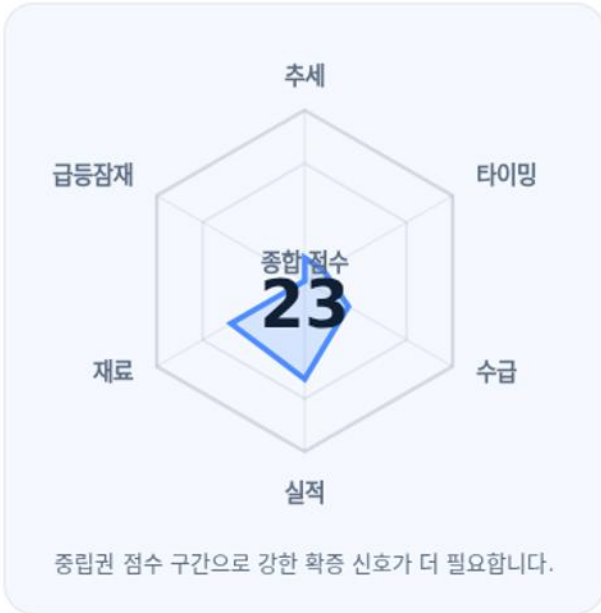 추세
급등잠재
타이밍
종합 점수
23
재료
수급
실적
중립권 점수 구간으로 강한 확증 신호가 더 필요합니다.